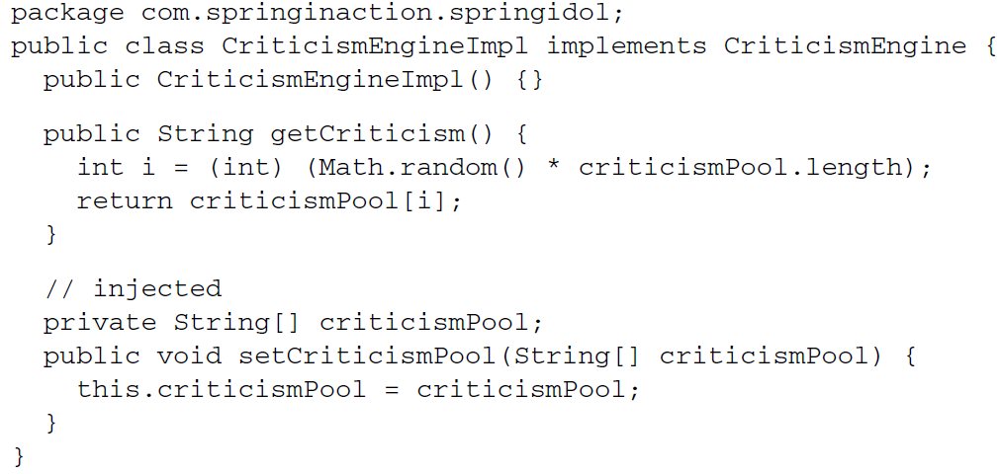 package com.springinaction.springidol;
public class CriticismEngineImpl implements CriticismEngine {
  public CriticismEngineImpl() {}

  public String getCriticism() {
    int i = (int) (Math.random() * criticismPool.length);
    return criticismPool[i];
  }

  // injected
  private String[] criticismPool;
  public void setCriticismPool(String[] criticismPool) {
    this.criticismPool = criticismPool;
  }
}